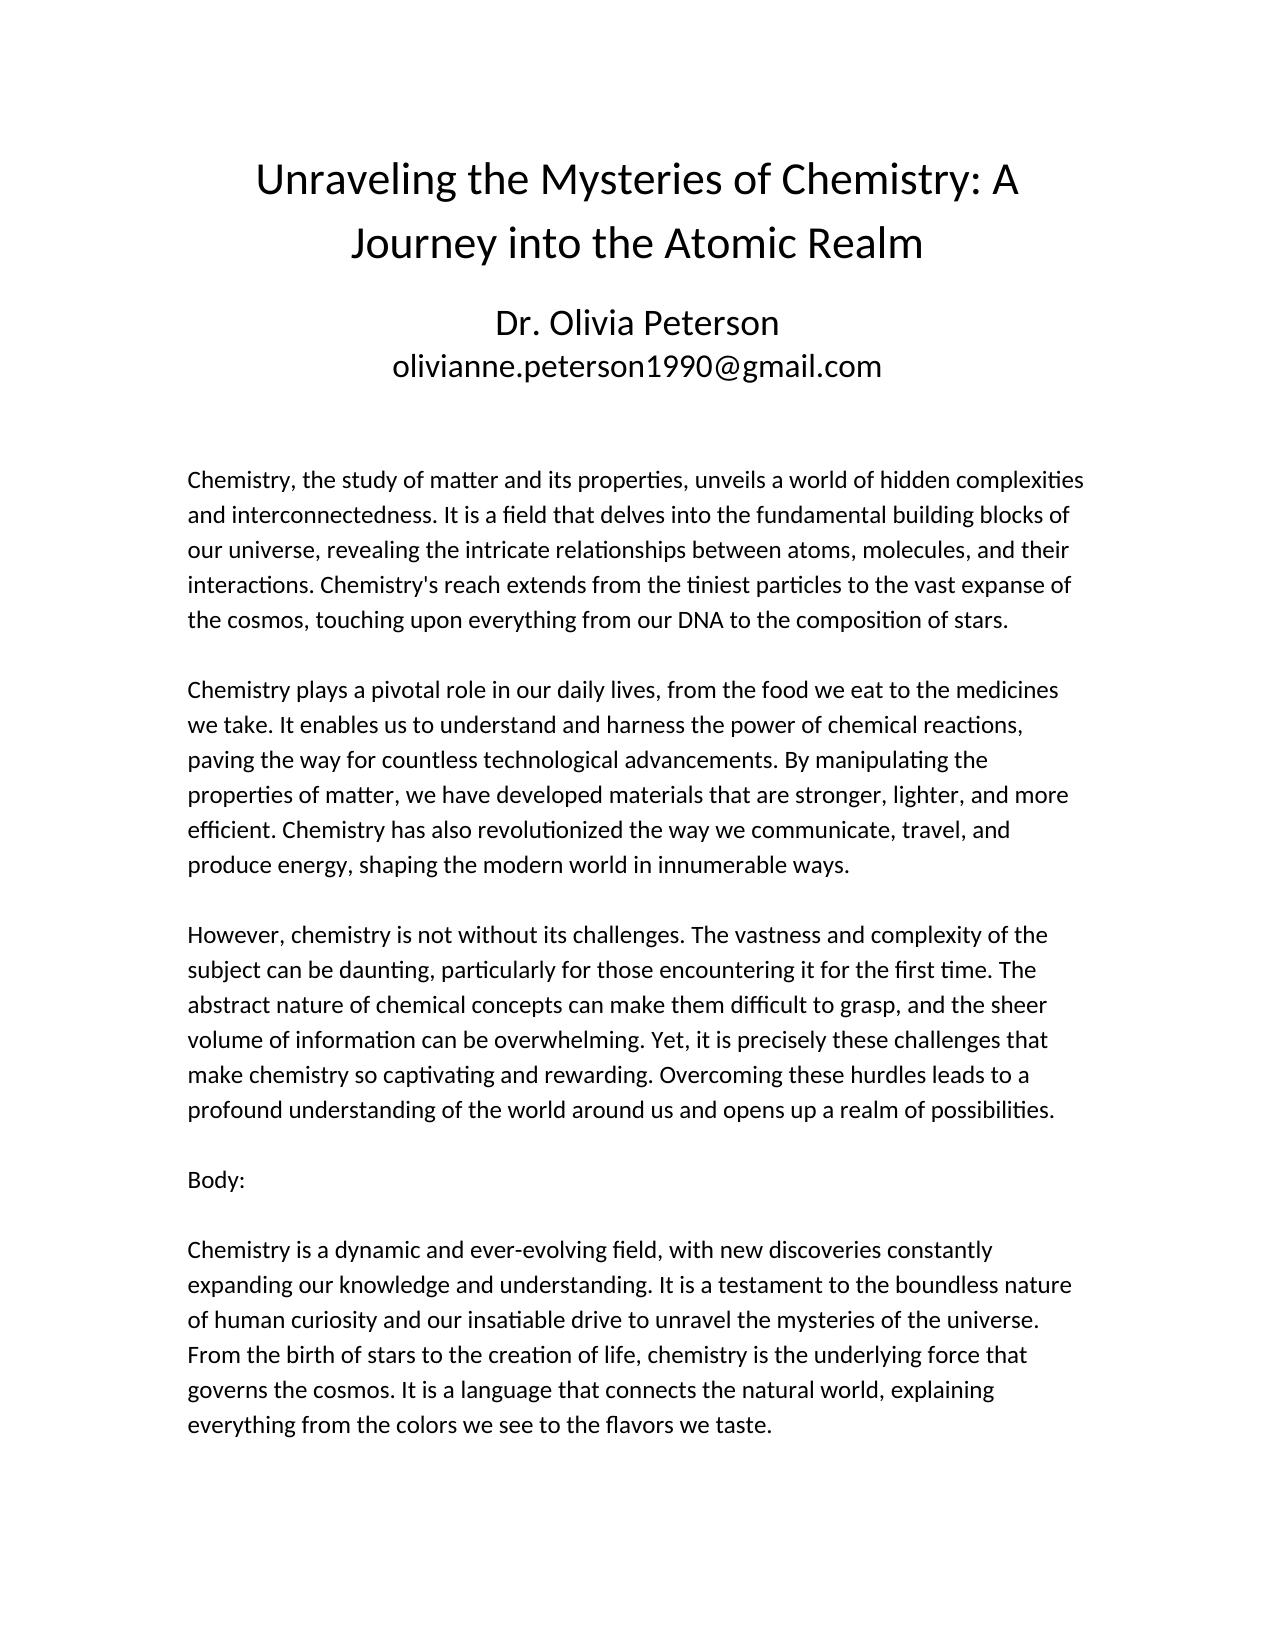 Unraveling the Mysteries of Chemistry: A
Journey into the Atomic Realm
Dr. Olivia Peterson
olivianne.peterson1990@gmail.com
Chemistry, the study of matter and its properties, unveils a world of hidden complexities
and interconnectedness. It is a field that delves into the fundamental building blocks of
our universe, revealing the intricate relationships between atoms, molecules, and their
interactions. Chemistry's reach extends from the tiniest particles to the vast expanse of
the cosmos, touching upon everything from our DNA to the composition of stars.
Chemistry plays a pivotal role in our daily lives, from the food we eat to the medicines
we take. It enables us to understand and harness the power of chemical reactions,
paving the way for countless technological advancements. By manipulating the
properties of matter, we have developed materials that are stronger, lighter, and more
efficient. Chemistry has also revolutionized the way we communicate, travel, and
produce energy, shaping the modern world in innumerable ways.
However, chemistry is not without its challenges. The vastness and complexity of the
subject can be daunting, particularly for those encountering it for the first time. The
abstract nature of chemical concepts can make them difficult to grasp, and the sheer
volume of information can be overwhelming. Yet, it is precisely these challenges that
make chemistry so captivating and rewarding. Overcoming these hurdles leads to a
profound understanding of the world around us and opens up a realm of possibilities.
Body:
Chemistry is a dynamic and ever-evolving field, with new discoveries constantly
expanding our knowledge and understanding. It is a testament to the boundless nature
of human curiosity and our insatiable drive to unravel the mysteries of the universe.
From the birth of stars to the creation of life, chemistry is the underlying force that
governs the cosmos. It is a language that connects the natural world, explaining
everything from the colors we see to the flavors we taste.